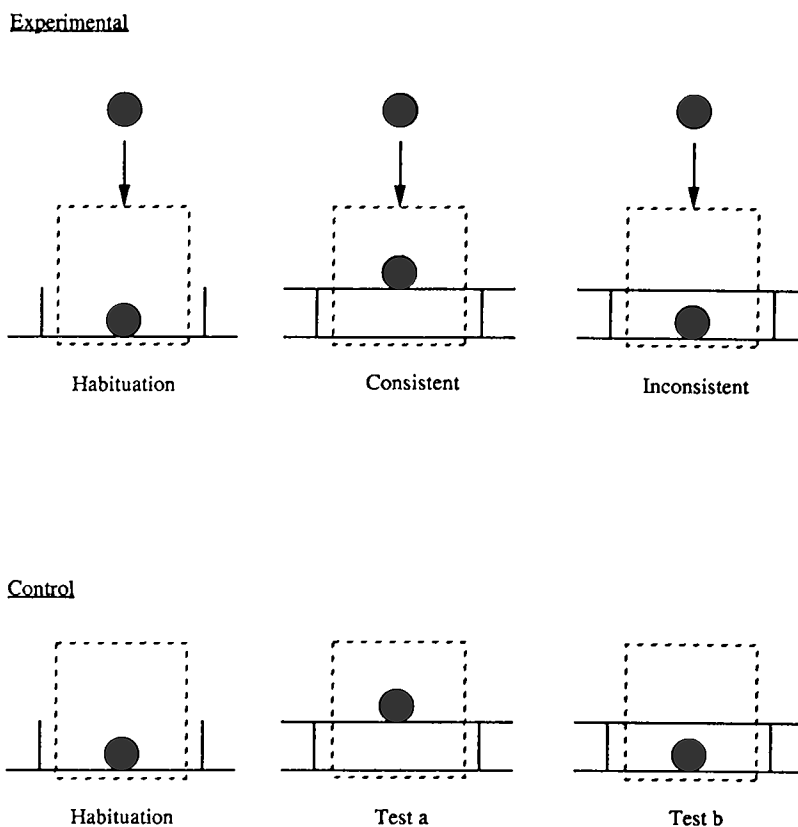 Experimental
Habituation Consistent Inconsistent
Control
Habituation Test a Test b